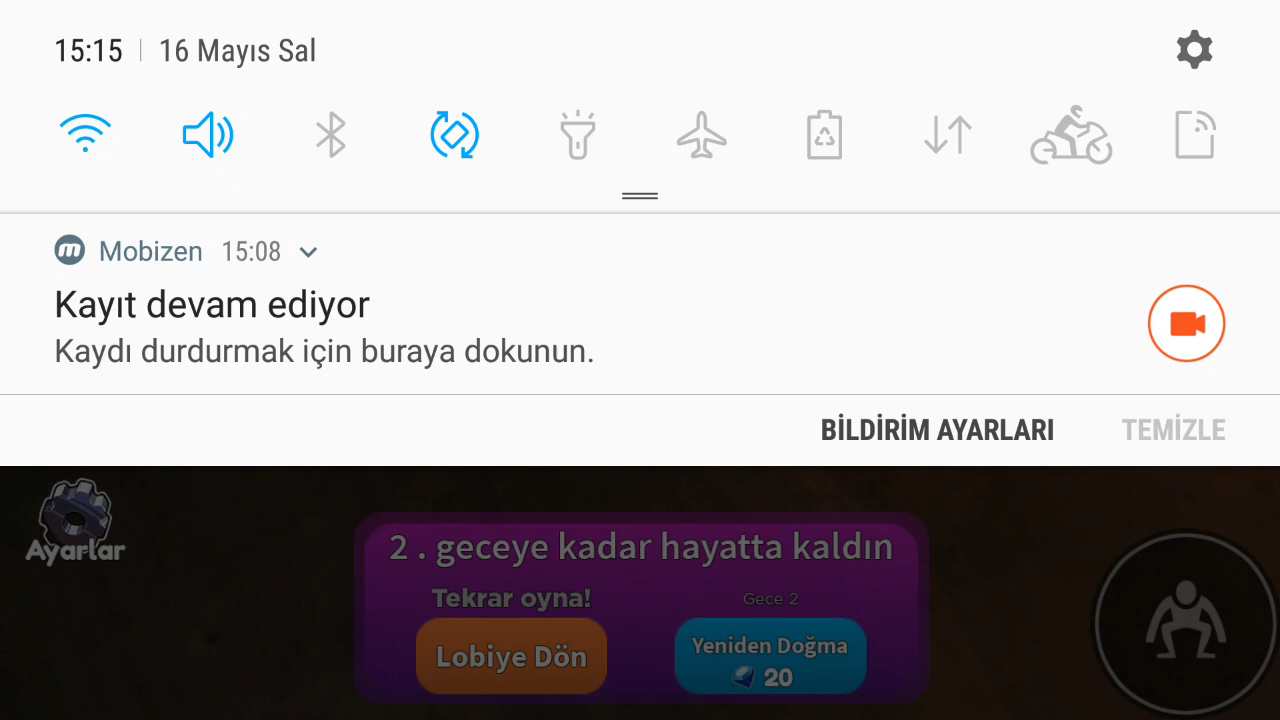 15:15 | 16 Mayıs Sal
Mobizen 15:08
Kayıt devam ediyor
Kaydı durdurmak için buraya dokunun.
BİLDİRİM AYARLARI TEMİZLE
Ayarlar
2 . geceye kadar hayatta kaldın
Tekrar oyna! Gece 2
Lobiye Dön
Yeniden Doğma
20